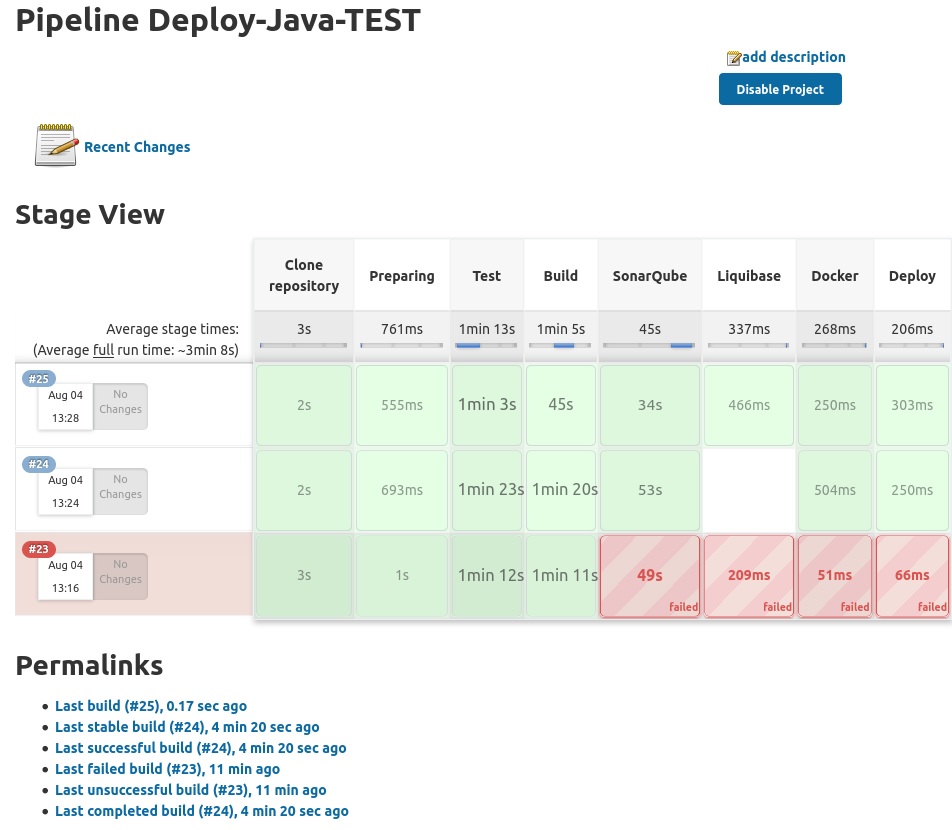 Pipeline Deploy-Java-TEST
add description
Disable Project
Recent Changes
Stage View
Clone repository
Preparing
Test
Build
SonarQube
Liquibase
Docker
Deploy
Average stage times:
(Average full run time: ~3min 8s)
3s
761ms
1min 13s
1min 5s
45s
337ms
268ms
206ms
#25
Aug 04
13:28
No Changes
2s
555ms
1min 3s
45s
34s
466ms
250ms
303ms
#24
Aug 04
13:24
No Changes
2s
693ms
1min 23s
1min 20s
53s
504ms
250ms
#23
Aug 04
13:16
No Changes
3s
1s
1min 12s
1min 11s
49s
failed
209ms
failed
51ms
failed
66ms
failed
Permalinks
Last build (#25), 0.17 sec ago
Last stable build (#24), 4 min 20 sec ago
Last successful build (#24), 4 min 20 sec ago
Last failed build (#23), 11 min ago
Last unsuccessful build (#23), 11 min ago
Last completed build (#24), 4 min 20 sec ago